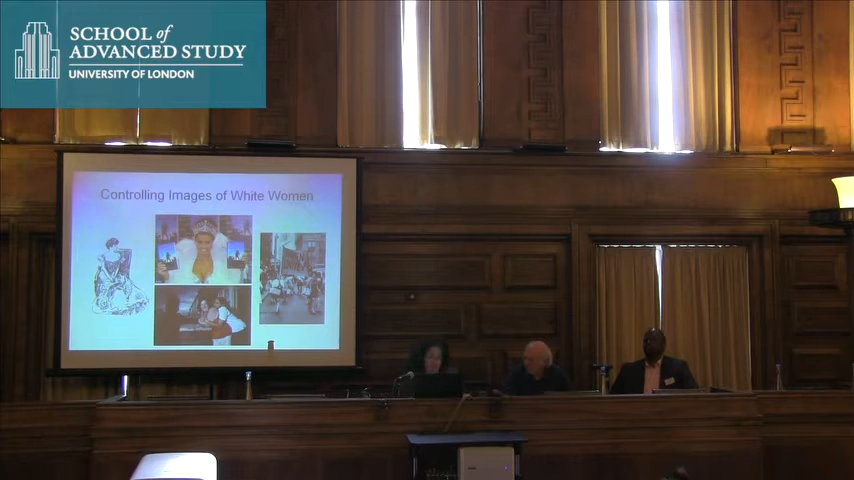 SCHOOL of
ADVANCED STUDY
UNIVERSITY OF LONDON
Controlling Images of White Women